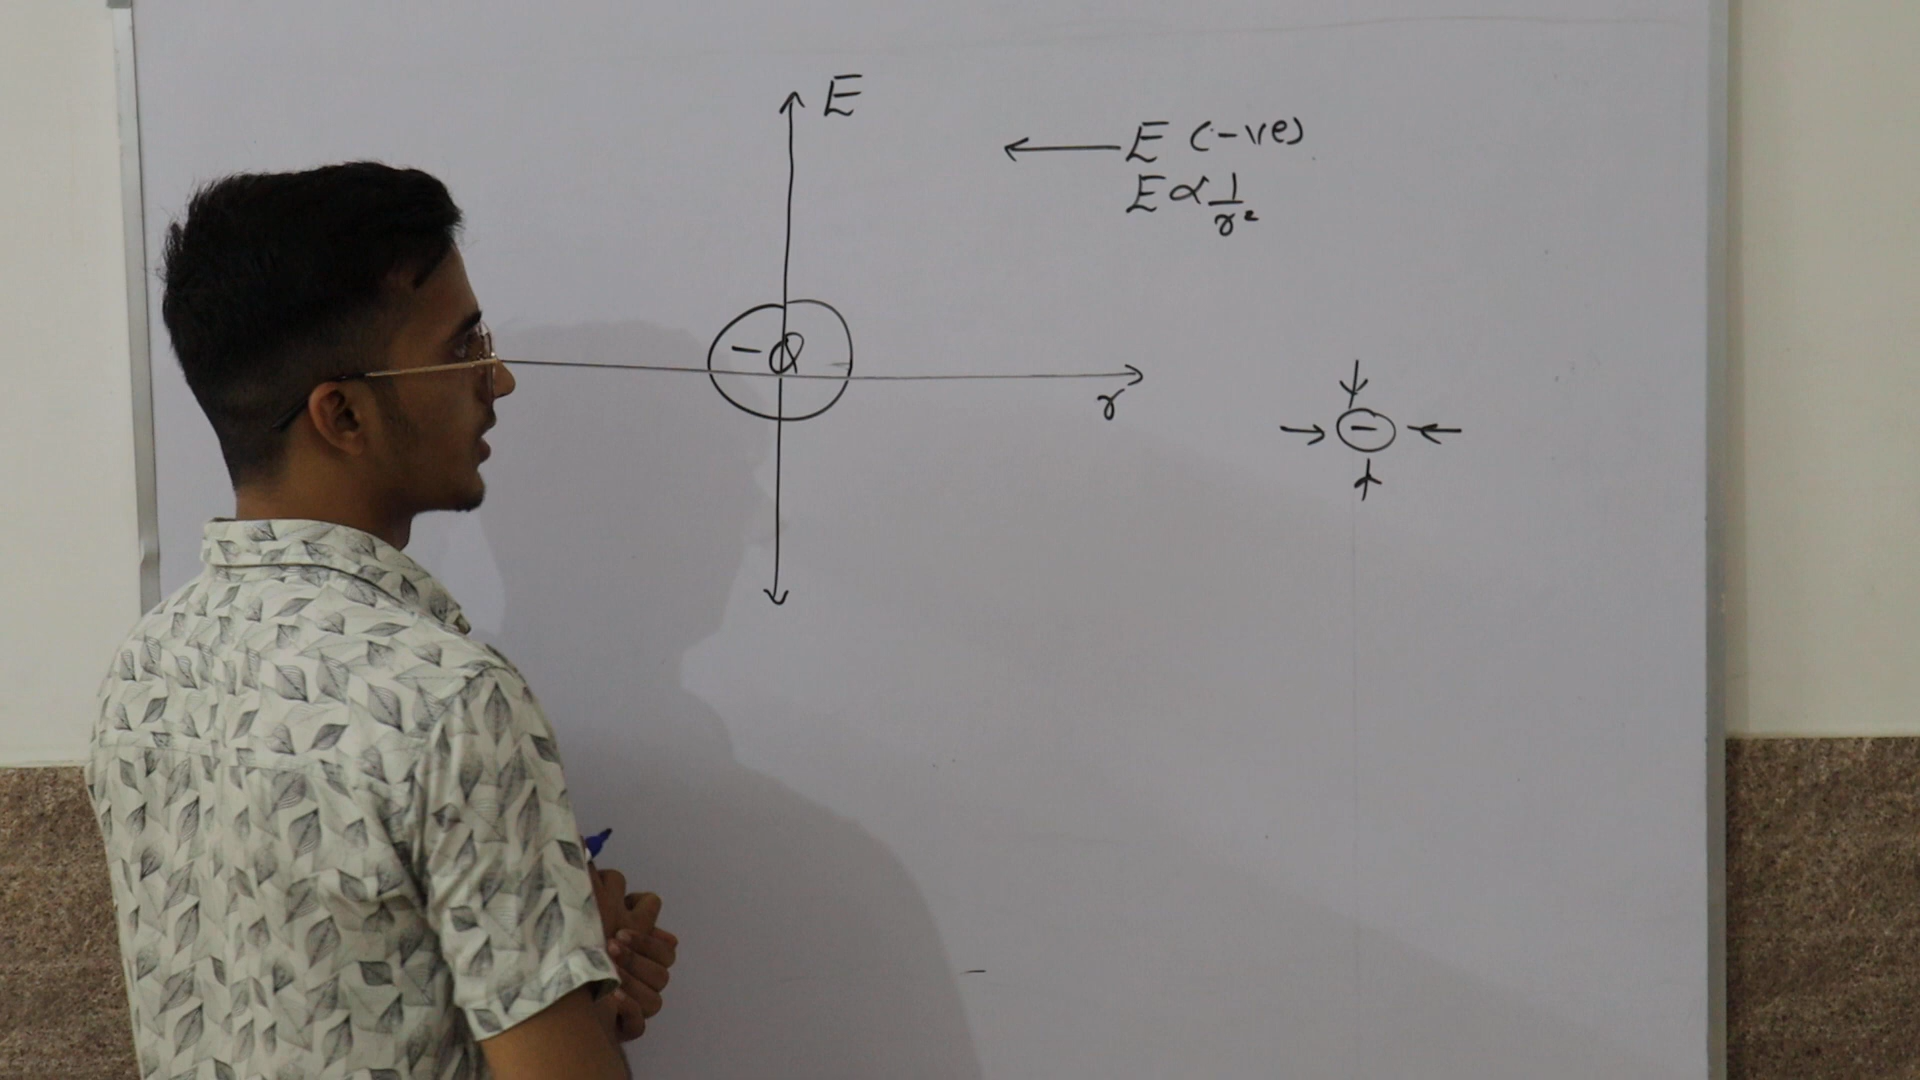 E
E (-ve)
E ∝ 1/r²
-Q
r
-